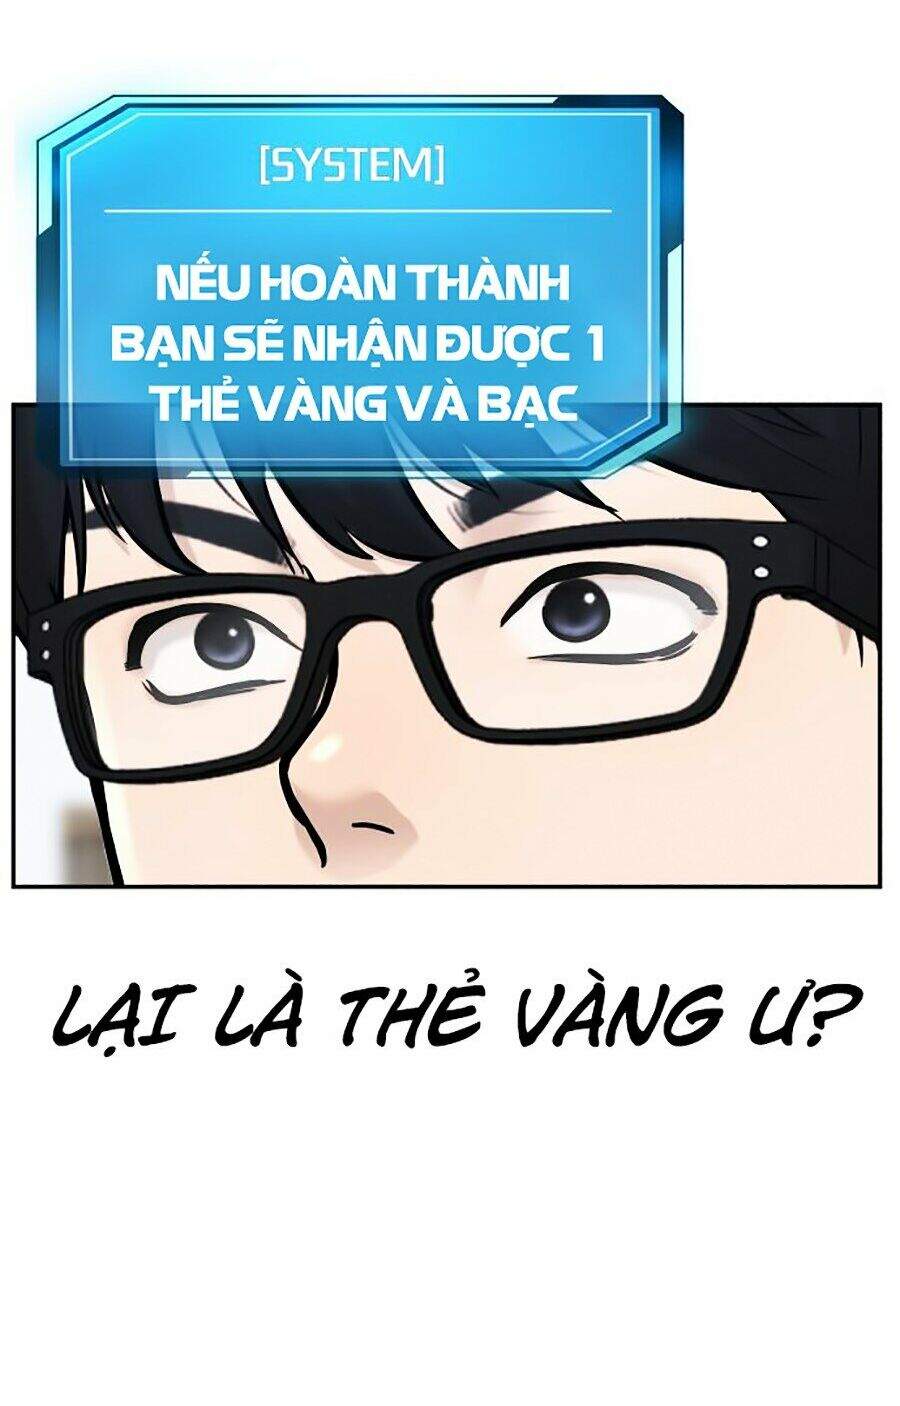 [SYSTEM]
NẾU HOÀN THÀNH
BẠN SẼ NHẬN ĐƯỢC 1
THẺ VÀNG VÀ BẠC
LẠI LÀ THẺ VÀNG Ư?